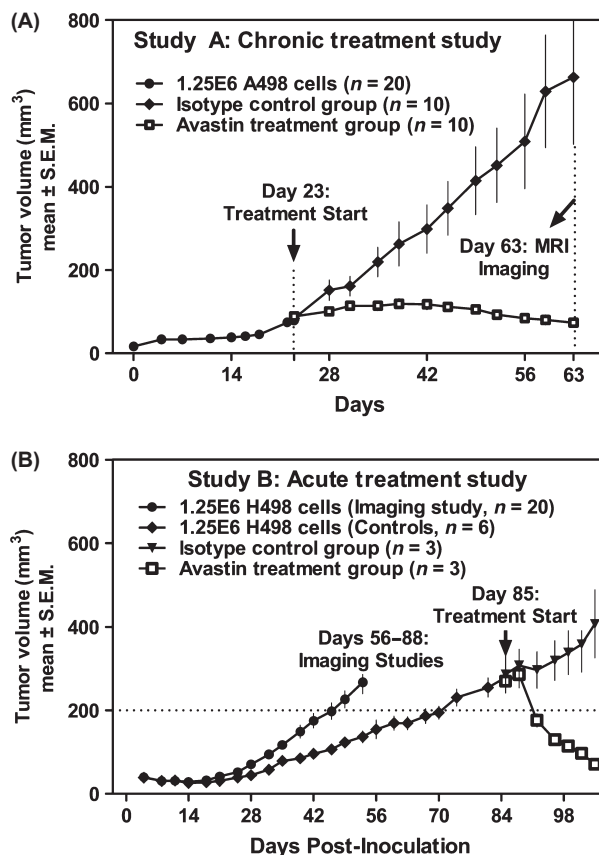 (A)
800
600
400
200
0
Tumor volume (mm³)
mean ± S.E.M.
Study A: Chronic treatment study
1.25E6 A498 cells (n = 20)
Isotype control group (n = 10)
Avastin treatment group (n = 10)
Day 23:
Treatment Start
Day 63: MRI
Imaging
0 14 28 42 56 63
Days
(B)
800
600
400
200
0
Tumor volume (mm³)
mean ± S.E.M.
Study B: Acute treatment study
1.25E6 H498 cells (Imaging study, n = 20)
1.25E6 H498 cells (Controls, n = 6)
Isotype control group (n = 3)
Avastin treatment group (n = 3)
Day 85:
Treatment Start
Days 56–88:
Imaging Studies
0 14 28 42 56 70 84 98
Days Post-Inoculation